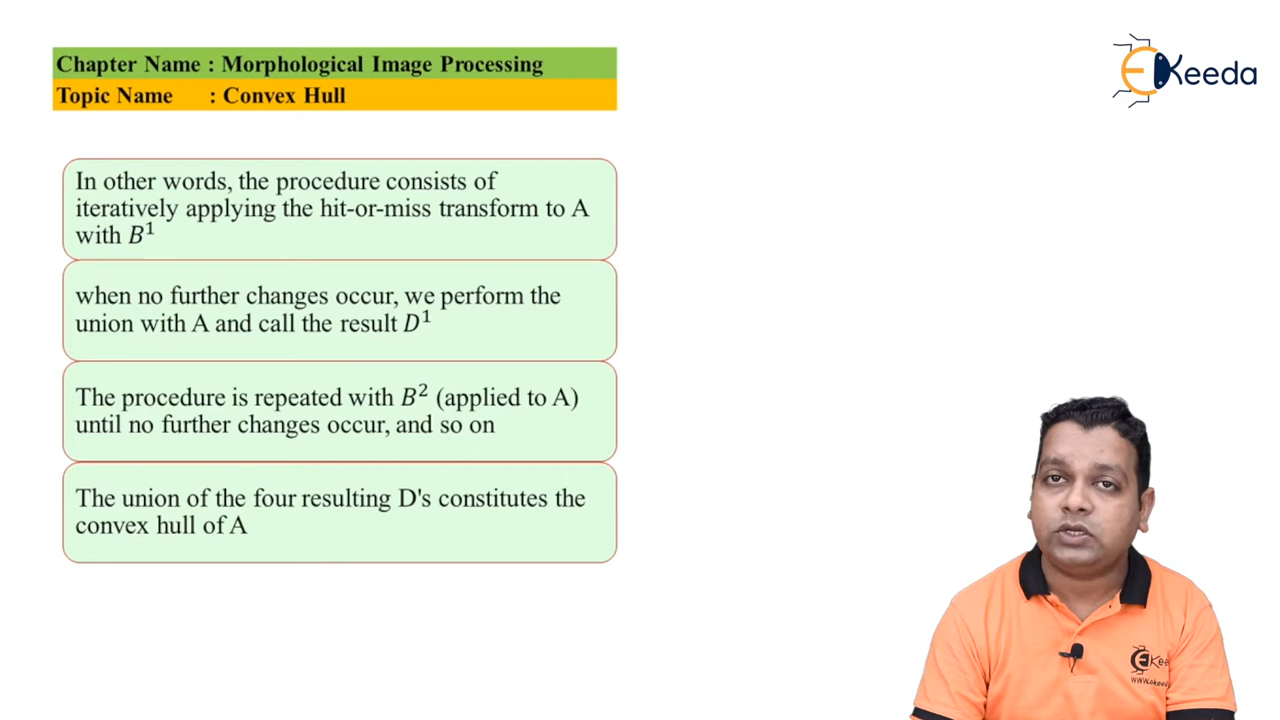 Chapter Name : Morphological Image Processing
Topic Name : Convex Hull
Keeda
In other words, the procedure consists of
iteratively applying the hit-or-miss transform to A
with B¹
when no further changes occur, we perform the
union with A and call the result D¹
The procedure is repeated with B² (applied to A)
until no further changes occur, and so on
The union of the four resulting D's constitutes the
convex hull of A